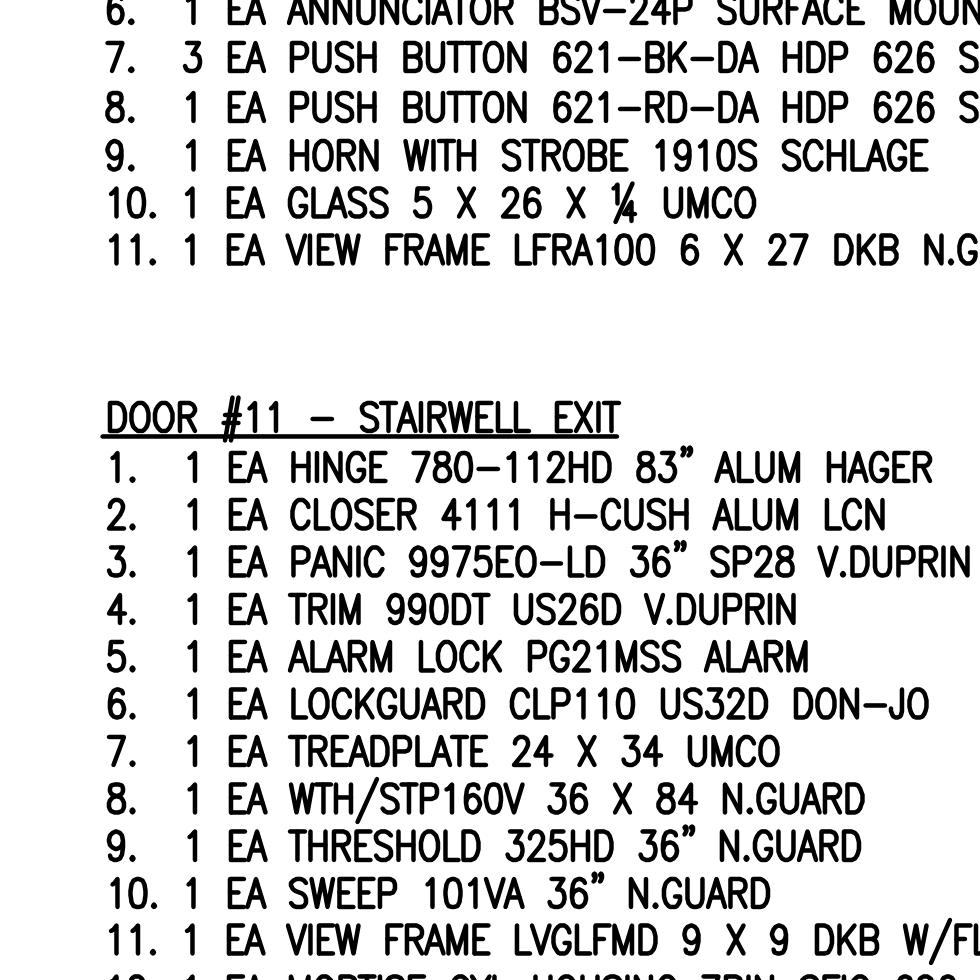 6. 1 EA ANNUNCIATOR BSV-24P SURFACE
7. 3 EA PUSH BUTTON 621-BK-DA HDP 626
8. 1 EA PUSH BUTTON 621-RD-DA HDP 626
9. 1 EA HORN WITH STROBE 1910S SCHLAGE
10. 1 EA GLASS 5 X 26 X ¼ UMCO
11. 1 EA VIEW FRAME LFRA100 6 X 27 DKB N.G
DOOR #11 - STAIRWELL EXIT
1. 1 EA HINGE 780-112HD 83" ALUM HAGER
2. 1 EA CLOSER 4111 H-CUSH ALUM LCN
3. 1 EA PANIC 9975EO-LD 36" SP28 V.DUPRIN
4. 1 EA TRIM 990DT US26D V.DUPRIN
5. 1 EA ALARM LOCK PG21MSS ALARM
6. 1 EA LOCKGUARD CLP110 US32D DON-JO
7. 1 EA TREADPLATE 24 X 34 UMCO
8. 1 EA WTH/STP160V 36 X 84 N.GUARD
9. 1 EA THRESHOLD 325HD 36" N.GUARD
10. 1 EA SWEEP 101VA 36" N.GUARD
11. 1 EA VIEW FRAME LVGLFMD 9 X 9 DKB W/FL